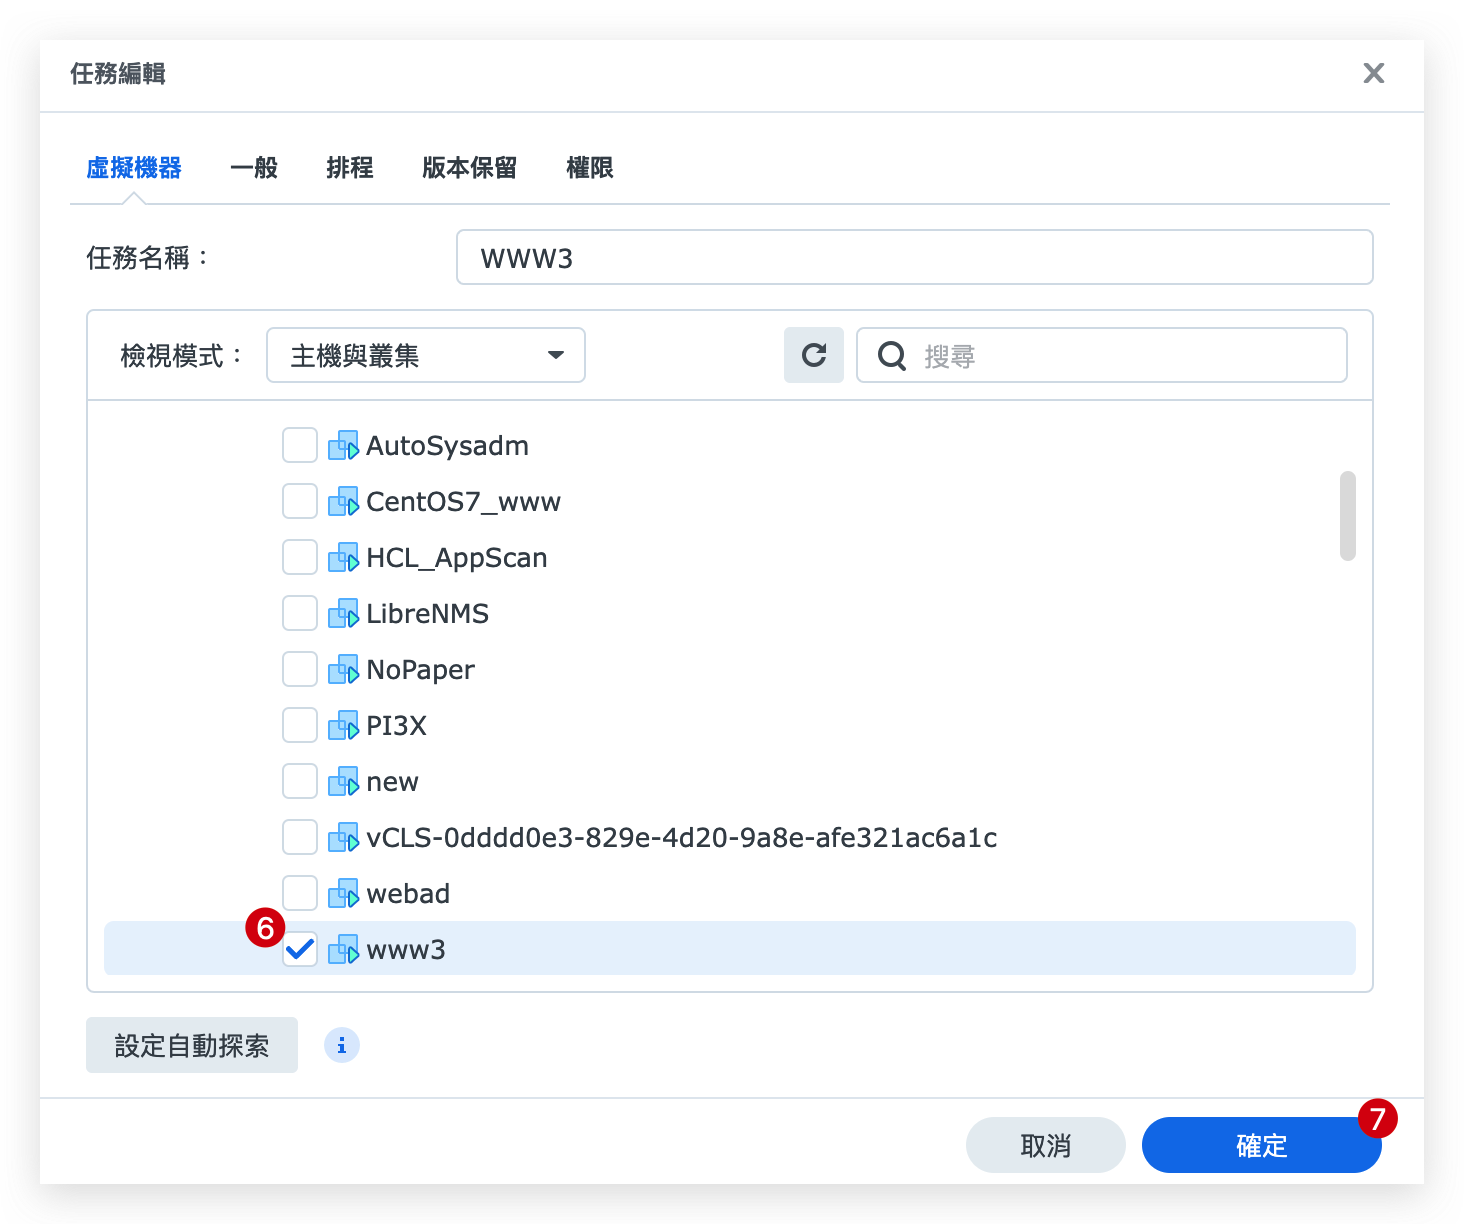 任務編輯
虛擬機器 一般 排程 版本保留 權限
任務名稱： WWW3
檢視模式： 主機與叢集 搜尋
AutoSysadm
CentOS7_www
HCL_AppScan
LibreNMS
NoPaper
PI3X
new
vCLS-0dddd0e3-829e-4d20-9a8e-afe321ac6a1c
webad
6 www3
設定自動探索 i
7
取消 確定